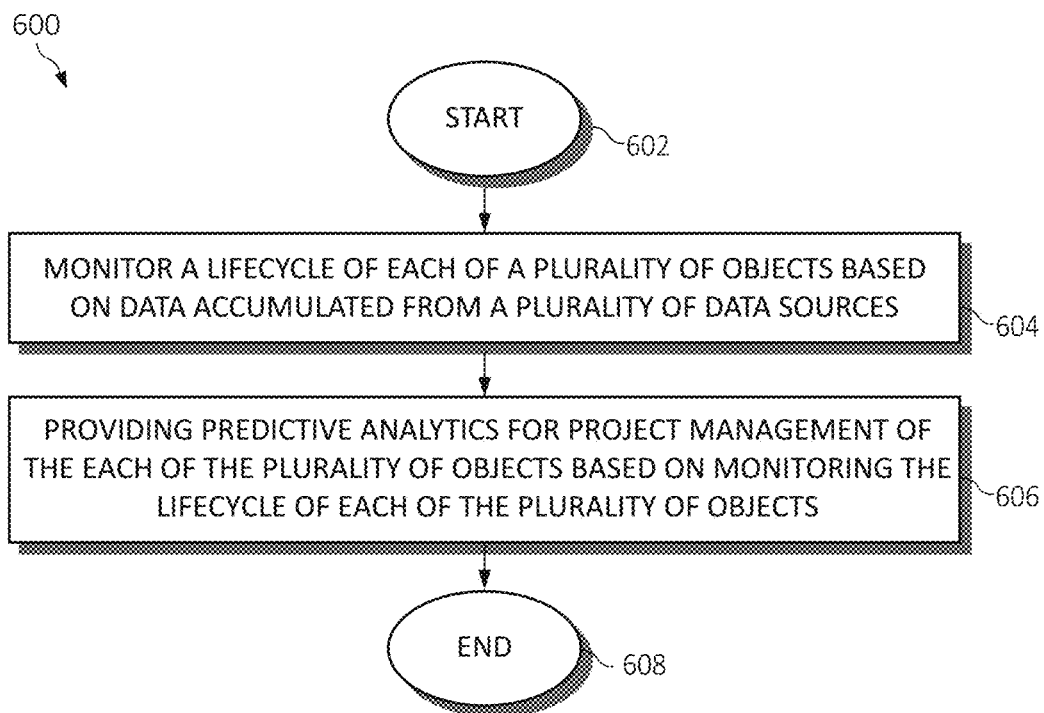 600
START
602
MONITOR A LIFECYCLE OF EACH OF A PLURALITY OF OBJECTS BASED
ON DATA ACCUMULATED FROM A PLURALITY OF DATA SOURCES
604
PROVIDING PREDICTIVE ANALYTICS FOR PROJECT MANAGEMENT OF
THE EACH OF THE PLURALITY OF OBJECTS BASED ON MONITORING THE
LIFECYCLE OF EACH OF THE PLURALITY OF OBJECTS
606
END
608